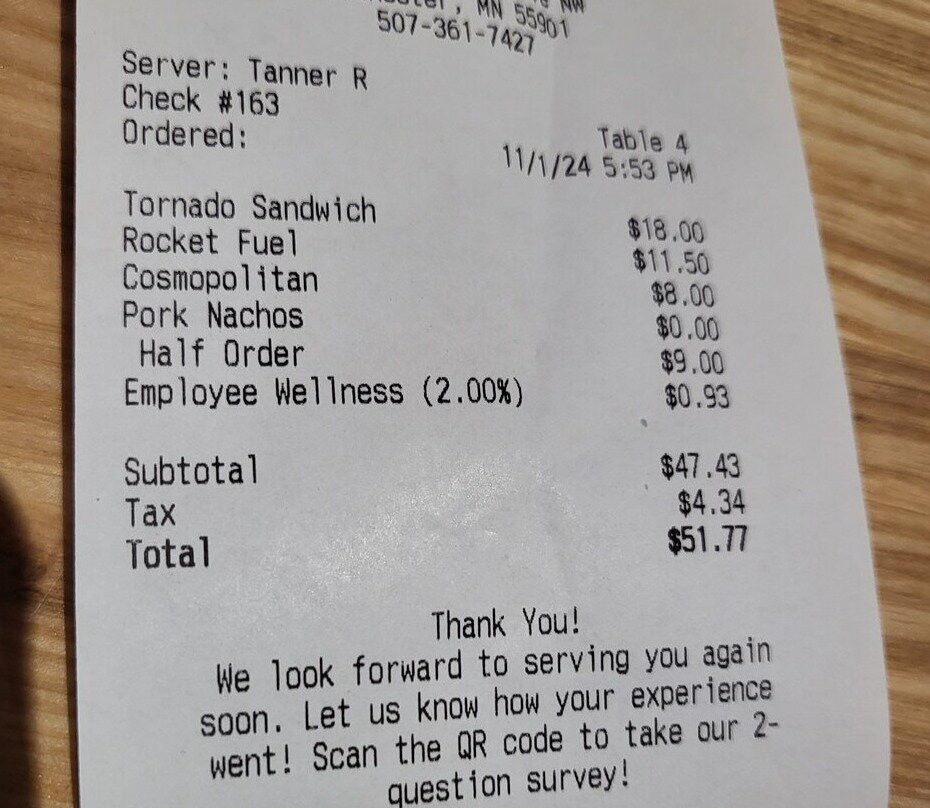 MN 55901
507-361-7427
Server: Tanner R
Check #163
Ordered:
Table 4
11/1/24 5:53 PM
Tornado Sandwich $18.00
Rocket Fuel $11.50
Cosmopolitan $8.00
Pork Nachos $0.00
Half Order $9.00
Employee Wellness (2.00%) $0.93
Subtotal $47.43
Tax $4.34
Total $51.77
Thank You!
We look forward to serving you again
soon. Let us know how your experience
went! Scan the QR code to take our 2-
question survey!